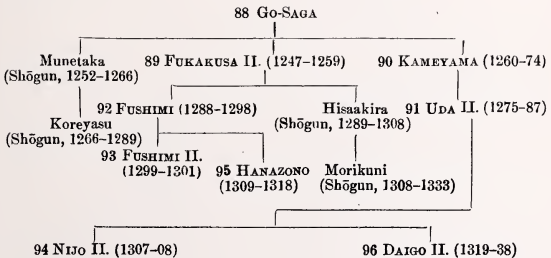 88 Go-Saga
Munetaka 89 Fukakusa II. (1247–1259) 90 Kameyama (1260–74)
(Shōgun, 1252–1266)
92 Fushimi (1288–1298) Hisaakira 91 Uda II. (1275–87)
Koreyasu (Shōgun,
(Shōgun, 1266–1289) 1289–1308)
93 Fushimi II.
(1299–1301) 95 Hanazono Morikuni
(1309–1318) (Shōgun, 1308–1333)
94 Nijo II. (1307–08) 96 Daigo II. (1319–38)